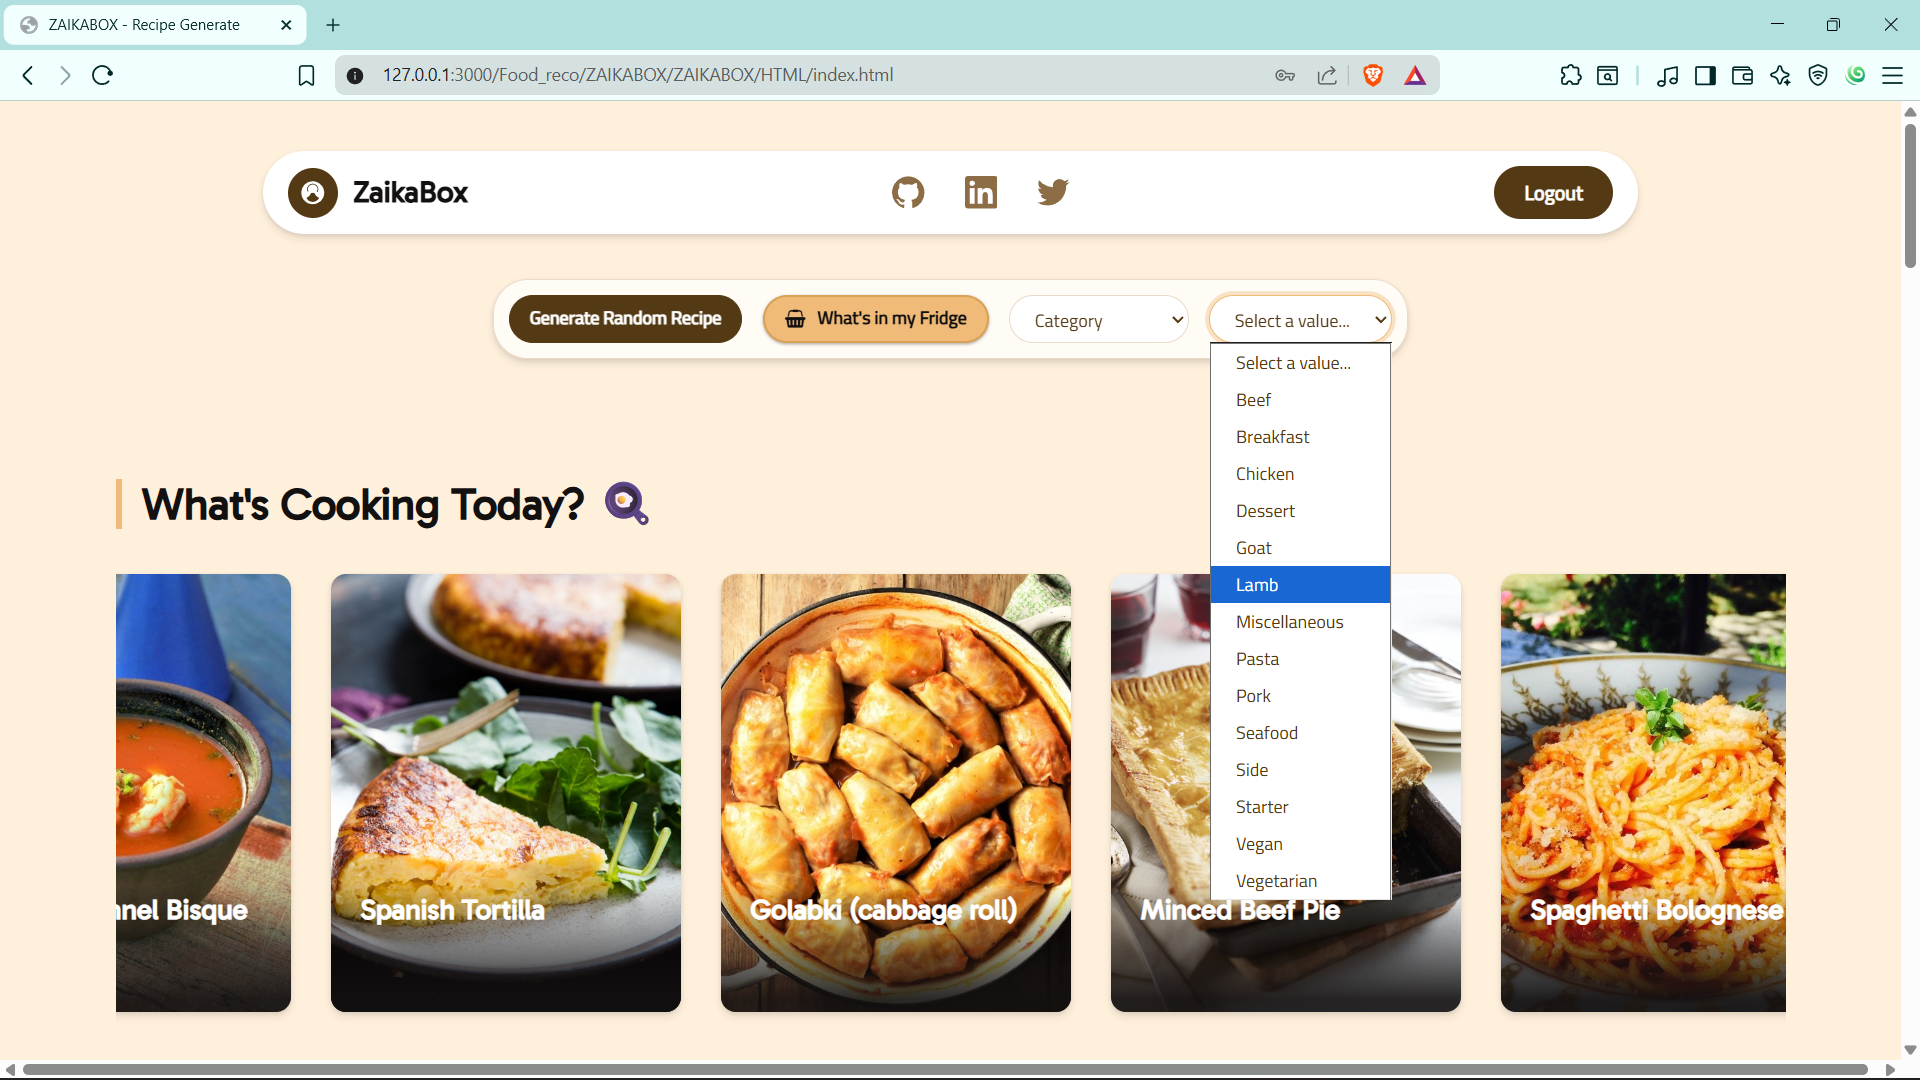 ZAIKABOX - Recipe Generate
127.0.0.1:3000/Food_reco/ZAIKABOX/ZAIKABOX/HTML/index.html
ZaikaBox
in
Logout
Generate Random Recipe
What's in my Fridge
Category
Select a value...
Select a value...
Beef
Breakfast
Chicken
Dessert
Goat
Lamb
Miscellaneous
Pasta
Pork
Seafood
Side
Starter
Vegan
Vegetarian
What's Cooking Today?
Bisque
Spanish Tortilla
Golabki (cabbage roll)
Minced Beef Pie
Spaghetti Bolognese